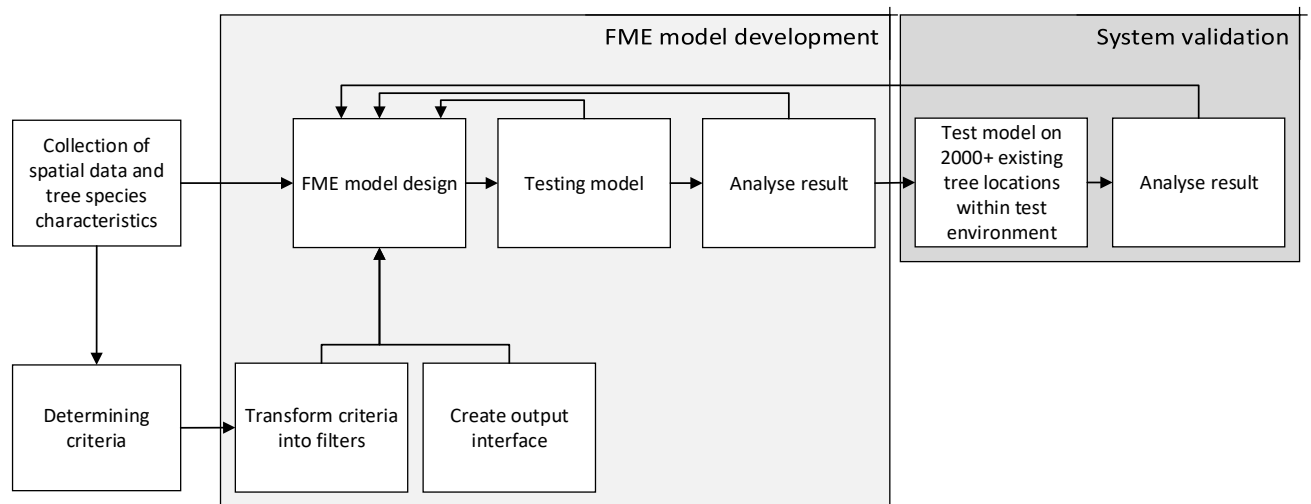 FME model development
System validation
Collection of
spatial data and
tree species
characteristics
FME model design
Testing model
Analyse result
Test model on
2000+ existing
tree locations
within test
environment
Analyse result
Determining
criteria
Transform criteria
into filters
Create output
interface